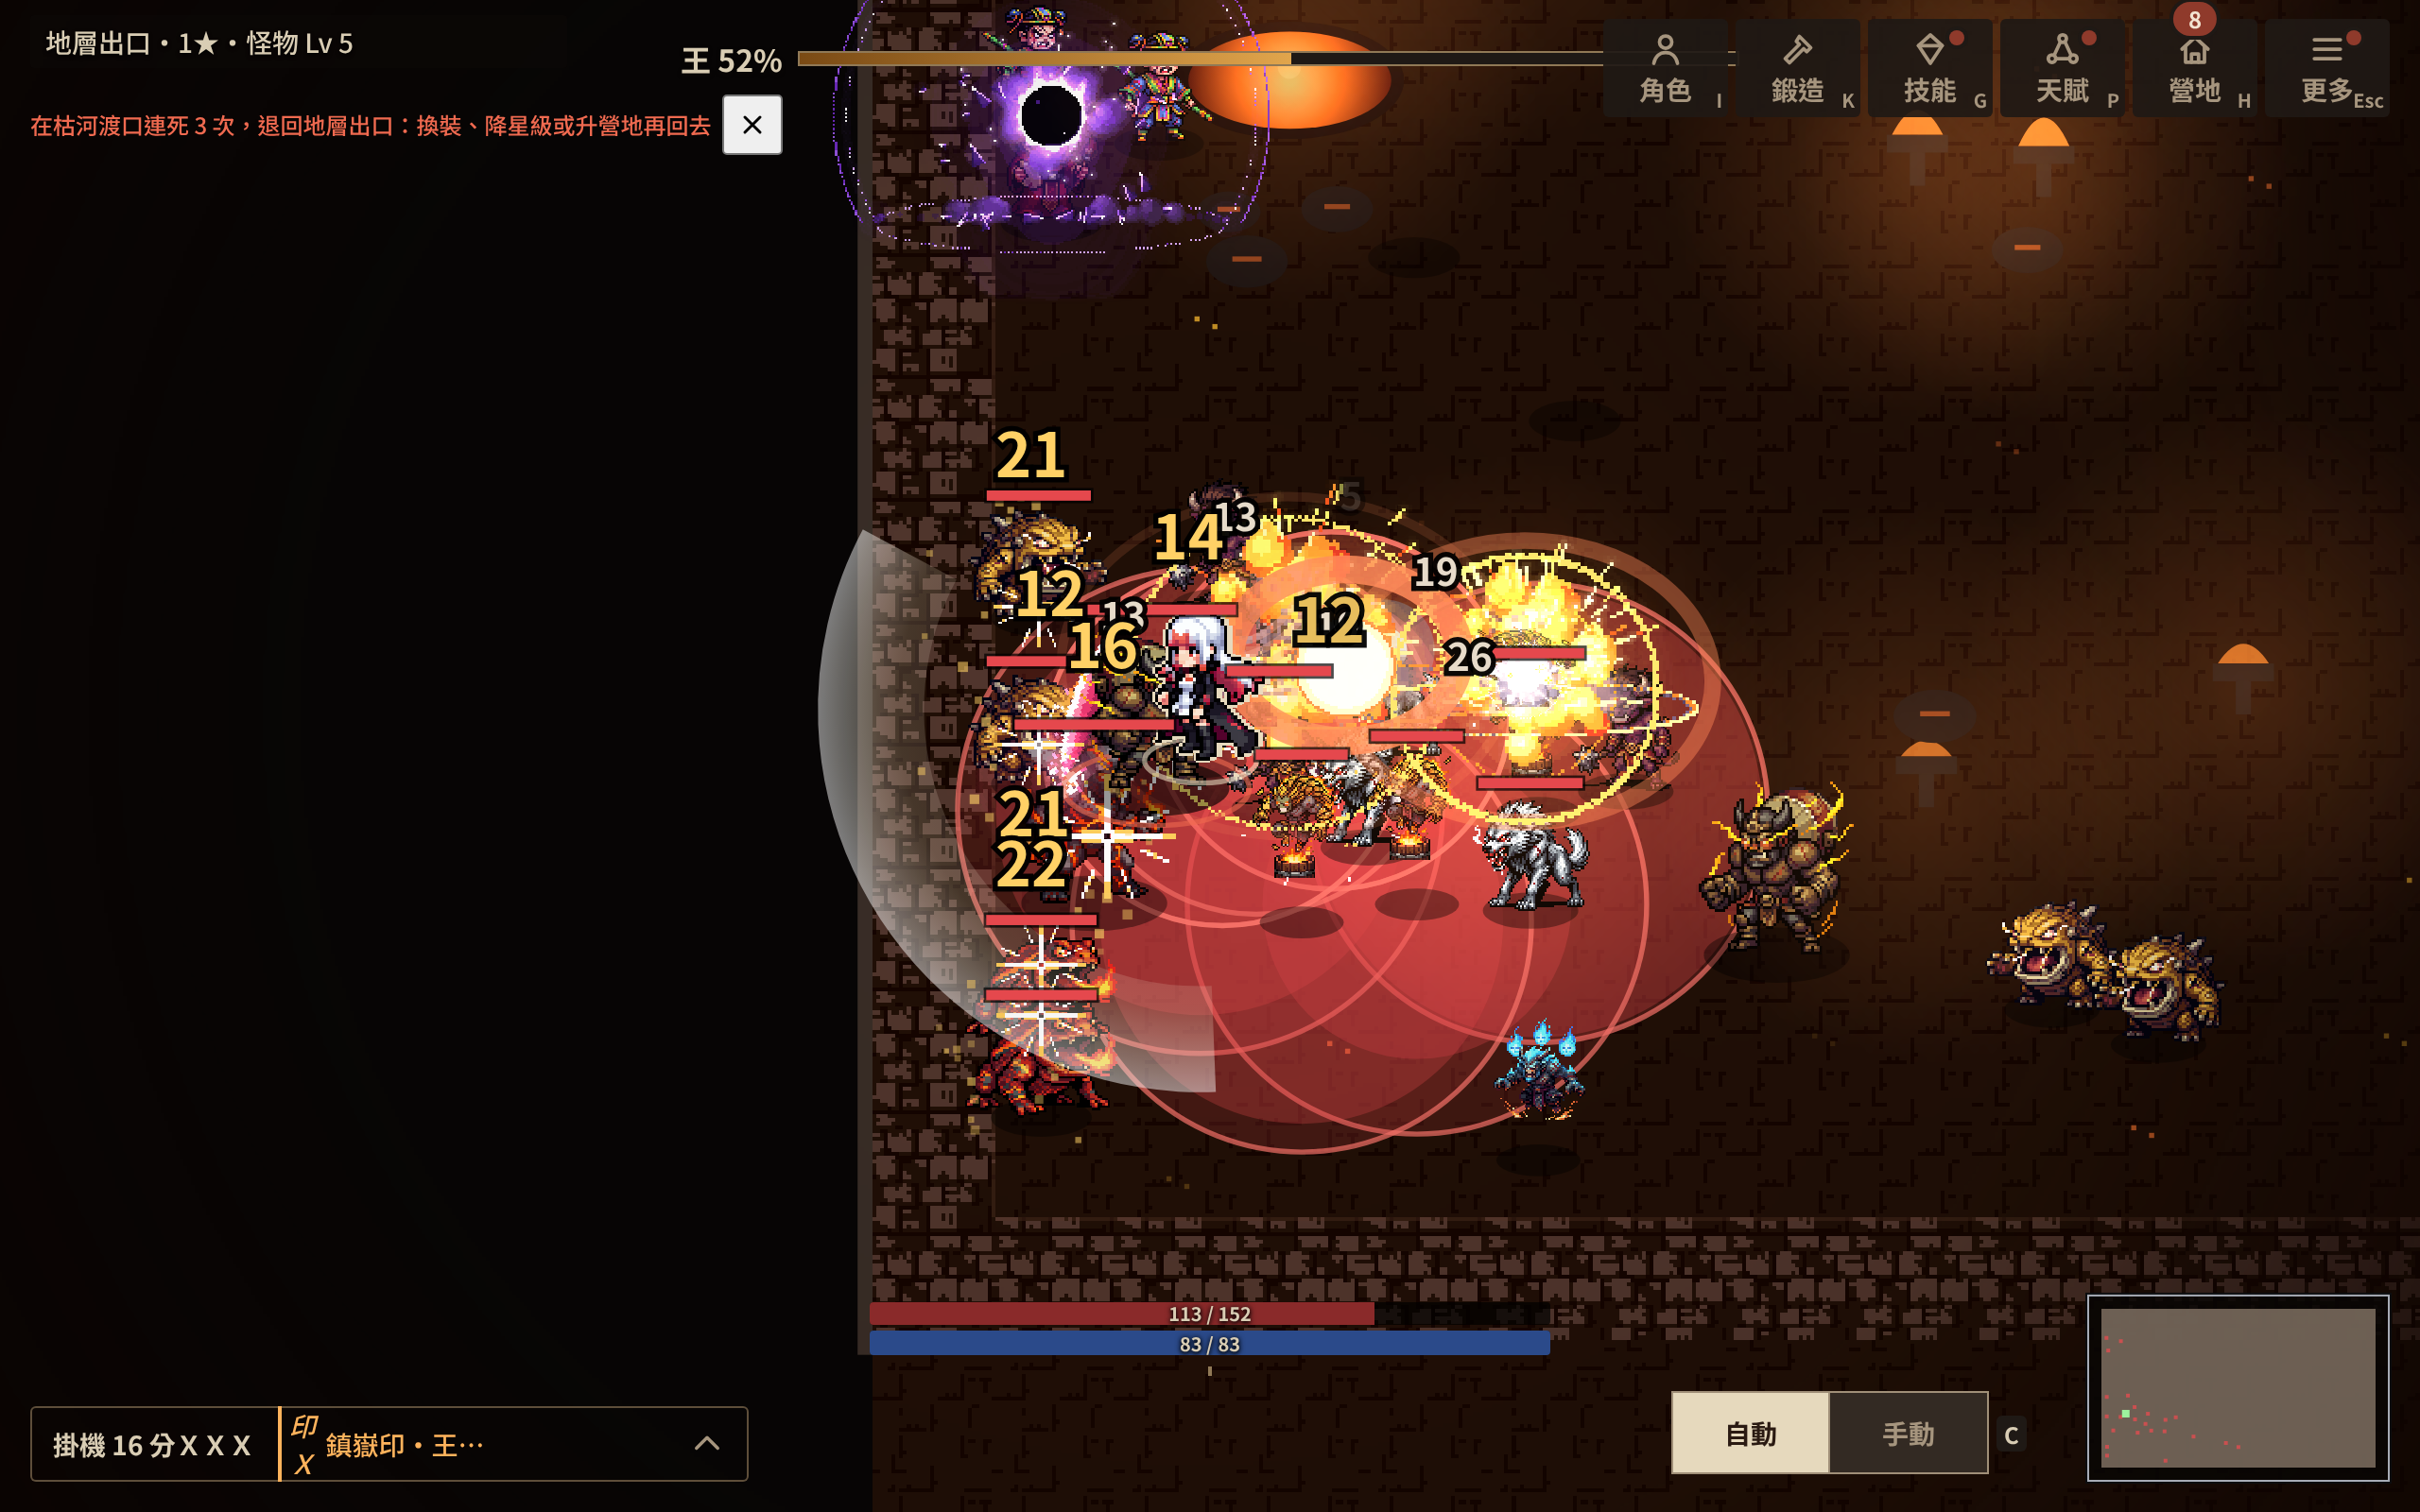 地層出口・1★・怪物 Lv 5
王 52%
在枯河渡口連死 3 次，退回地層出口：換裝、降星級或升營地再回去
角色 I
鍛造 K
技能 G
天賦 P
8
營地 H
更多 Esc
21
14
13
19
12
13
12
16
26
21
22
113 / 152
83 / 83
掛機 16 分 X X X
印 X
鎮嶽印・王…
自動
手動
C